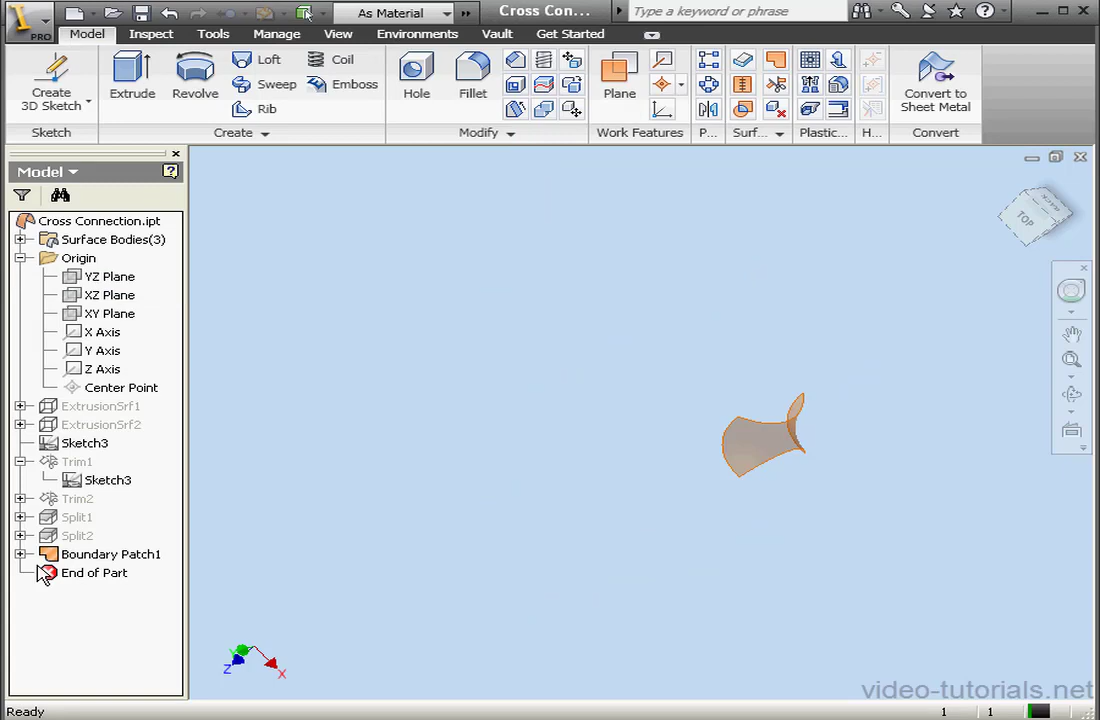 PRO
As Material
Cross Con...
Type a keyword or phrase
Model
Inspect
Tools
Manage
View
Environments
Vault
Get Started
Create
3D Sketch
Extrude
Revolve
Loft
Sweep
Rib
Coil
Emboss
Hole
Fillet
Plane
Convert to
Sheet Metal
Sketch
Create
Modify
Work Features
P...
Surf...
Plastic...
H...
Convert
Model
Cross Connection.ipt
Surface Bodies(3)
Origin
YZ Plane
XZ Plane
XY Plane
X Axis
Y Axis
Z Axis
Center Point
ExtrusionSrf1
ExtrusionSrf2
Sketch3
Trim1
Sketch3
Trim2
Split1
Split2
Boundary Patch1
End of Part
TOP
BACK
Y
Z
X
video-tutorials.net
Ready
1
1